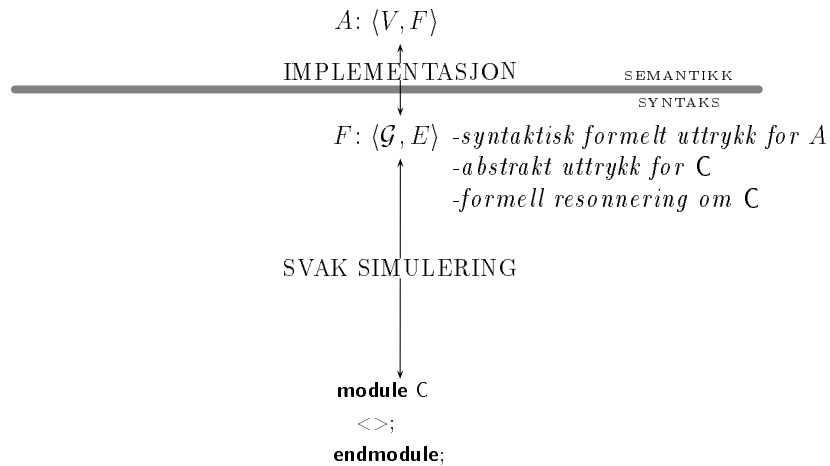 A: ⟨V, F⟩
IMPLEMENTASJON
SEMANTIKK
SYNTAKS
F: ⟨𝒢, E⟩ -syntaktisk formelt uttrykk for A
-abstrakt uttrykk for C
-formell resonnering om C
SVAK SIMULERING
module C
<>;
endmodule;